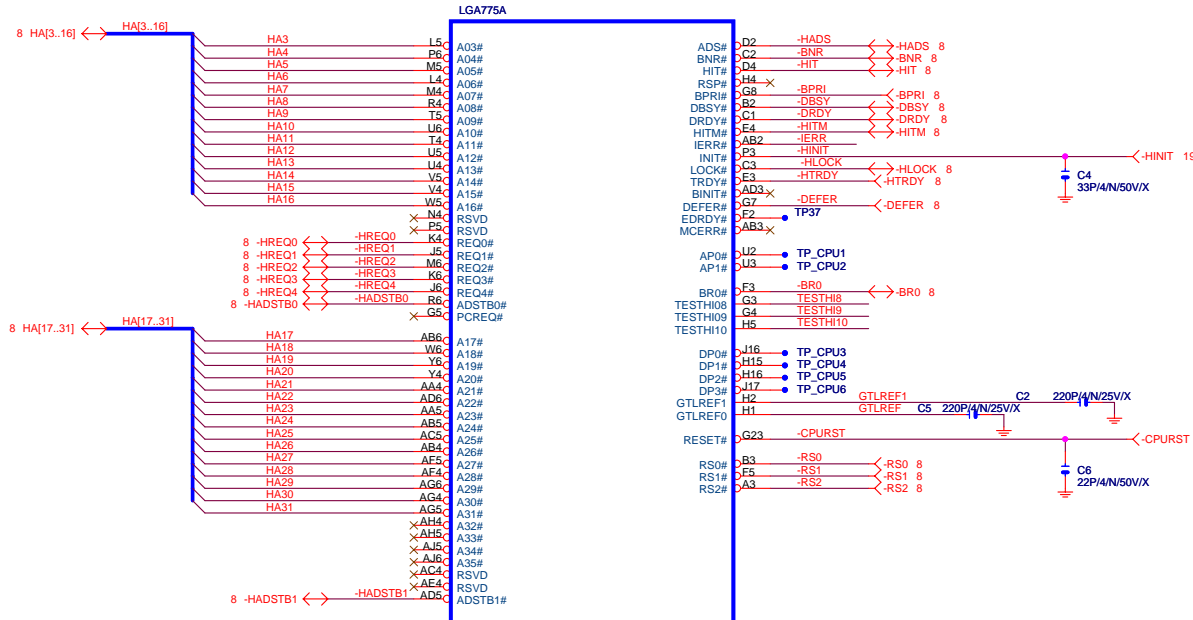 LGA775A
8 HA[3..16] HA[3..16]
HA3 L5 A03#
HA4 P6 A04#
HA5 M5 A05#
HA6 L4 A06#
HA7 M4 A07#
HA8 R4 A08#
HA9 T5 A09#
HA10 U6 A10#
HA11 T4 A11#
HA12 U5 A12#
HA13 U4 A13#
HA14 V5 A14#
HA15 V4 A15#
HA16 W5 A16#
N4 RSVD
P5 RSVD
8 -HREQ0 -HREQ0 K4 REQ0#
8 -HREQ1 -HREQ1 J5 REQ1#
8 -HREQ2 -HREQ2 M6 REQ2#
8 -HREQ3 -HREQ3 K6 REQ3#
8 -HREQ4 -HREQ4 J6 REQ4#
8 -HADSTB0 -HADSTB0 R6 ADSTB0#
G5 PCREQ#
8 HA[17..31] HA[17..31]
HA17 AB6 A17#
HA18 W6 A18#
HA19 Y6 A19#
HA20 Y4 A20#
HA21 AA4 A21#
HA22 AD6 A22#
HA23 AA5 A23#
HA24 AB5 A24#
HA25 AC5 A25#
HA26 AB4 A26#
HA27 AF5 A27#
HA28 AF4 A28#
HA29 AG6 A29#
HA30 AG4 A30#
HA31 AG5 A31#
AH4 A32#
AH5 A33#
AJ5 A34#
AJ6 A35#
AC4 RSVD
AE4 RSVD
8 -HADSTB1 -HADSTB1 AD5 ADSTB1#
ADS# D2 -HADS -HADS 8
BNR# C2 -BNR -BNR 8
HIT# D4 -HIT -HIT 8
RSP# H4
BPRI# G8 -BPRI -BPRI 8
DBSY# B2 -DBSY -DBSY 8
DRDY# C1 -DRDY -DRDY 8
HITM# E4 -HITM -HITM 8
IERR# AB2 -IERR
INIT# P3 -HINIT -HINIT 19
C4
33P/4/N/50V/X
LOCK# C3 -HLOCK -HLOCK 8
TRDY# E3 -HTRDY -HTRDY 8
BINIT# AD3
DEFER# G7 -DEFER -DEFER 8
EDRDY# F2 TP37
MCERR# AB3
AP0# U2 TP_CPU1
AP1# U3 TP_CPU2
BR0# F3 -BR0 -BR0 8
TESTHI08 G3 TESTHI8
TESTHI09 G4 TESTHI9
TESTHI10 H5 TESTHI10
DP0# J16 TP_CPU3
DP1# H15 TP_CPU4
DP2# H16 TP_CPU5
DP3# J17 TP_CPU6
GTLREF1 H2 GTLREF1 C2 220P/4/N/25V/X
GTLREF0 H1 GTLREF C5 220P/4/N/25V/X
RESET# G23 -CPURST -CPURST
C6
22P/4/N/50V/X
RS0# B3 -RS0 -RS0 8
RS1# F5 -RS1 -RS1 8
RS2# A3 -RS2 -RS2 8